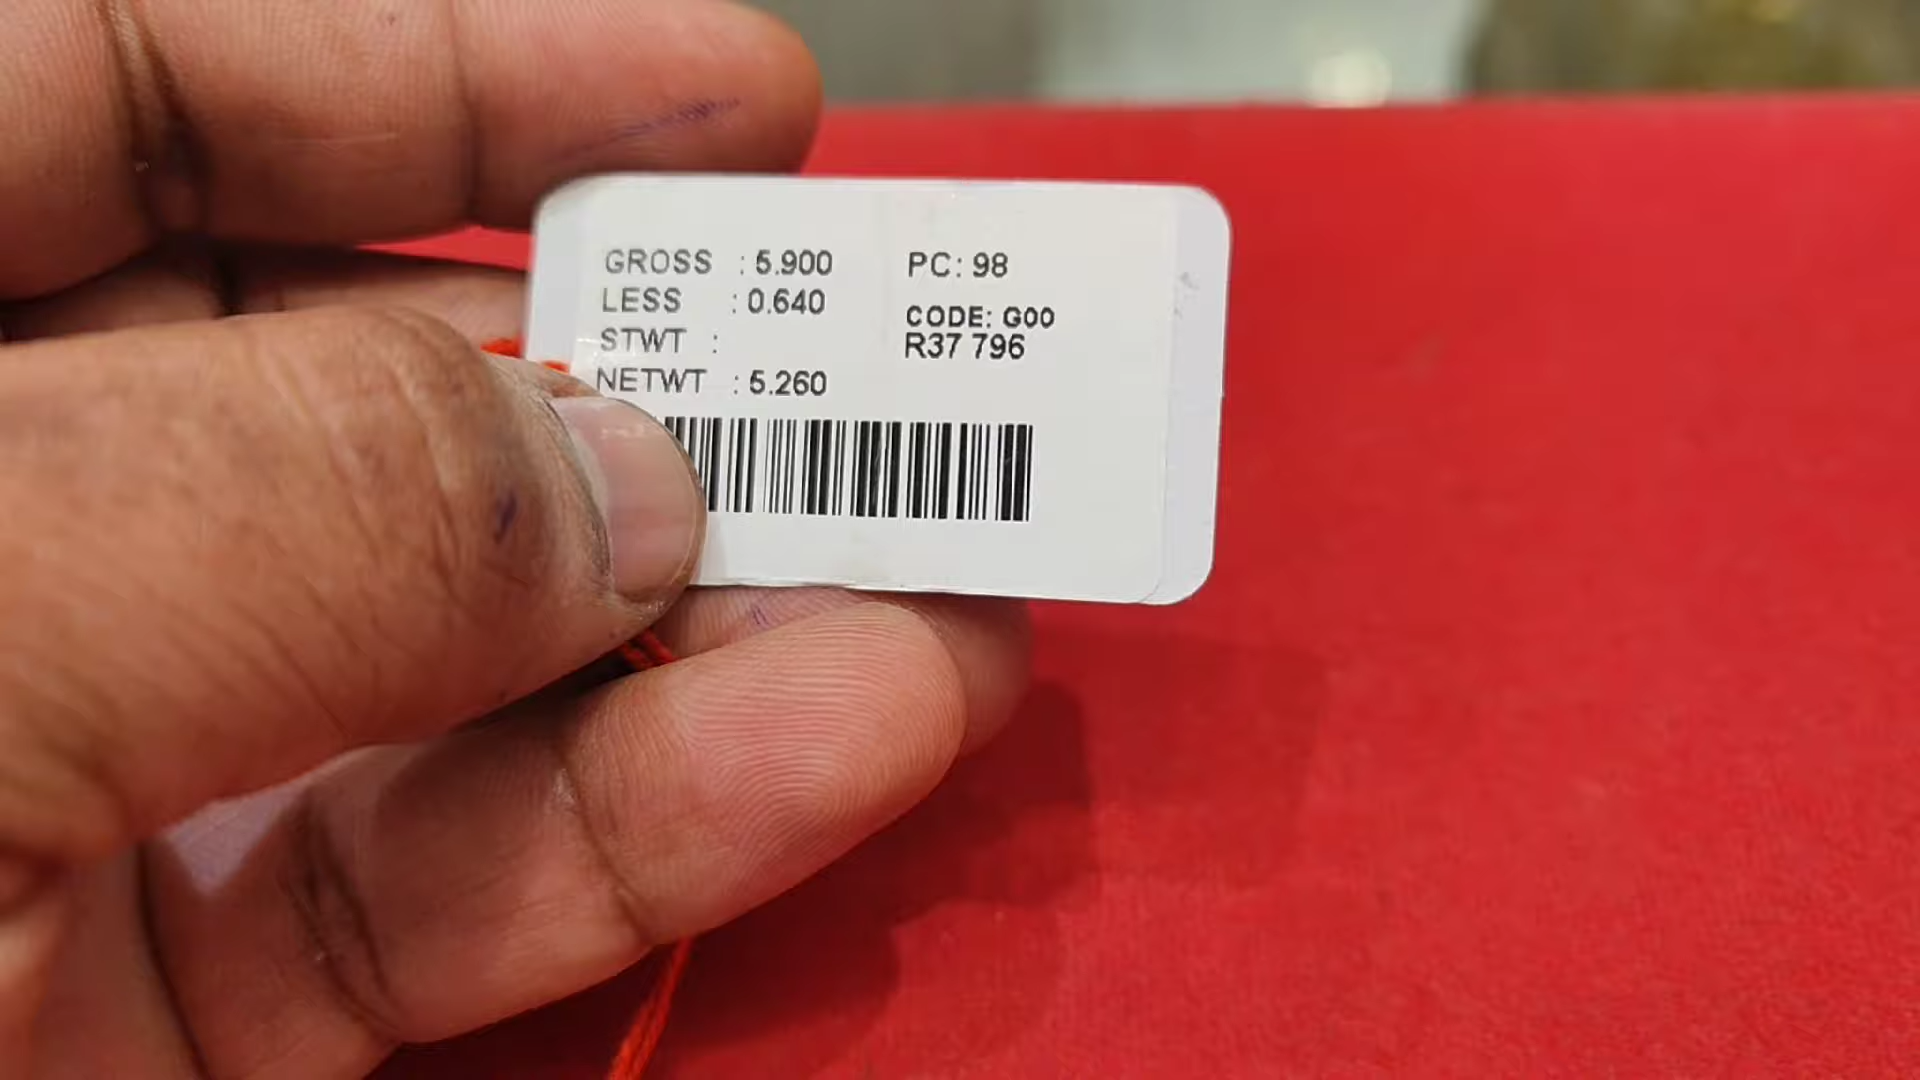 GROSS : 5.900
LESS : 0.640
STWT :
NETWT : 5.260
PC: 98
CODE: G00
R37 796